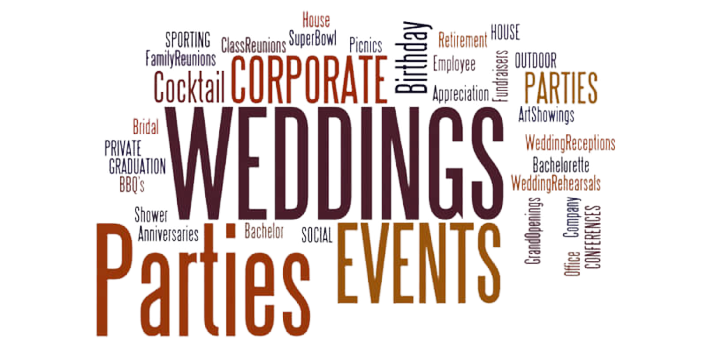 House
SPORTING
ClassReunions
SuperBowl
Picnics
Birthday
Retirement
HOUSE
FamilyReunions
Cocktail
CORPORATE
Employee
Appreciation
Fundraisers
OUTDOOR
PARTIES
ArtShowings
Bridal
PRIVATE
GRADUATION
BBQ's
WEDDINGS
WeddingReceptions
Bachelorette
WeddingRehearsals
Shower
Anniversaries
Bachelor
SOCIAL
Parties
EVENTS
GrandOpenings
Company
Office
CONFERENCES